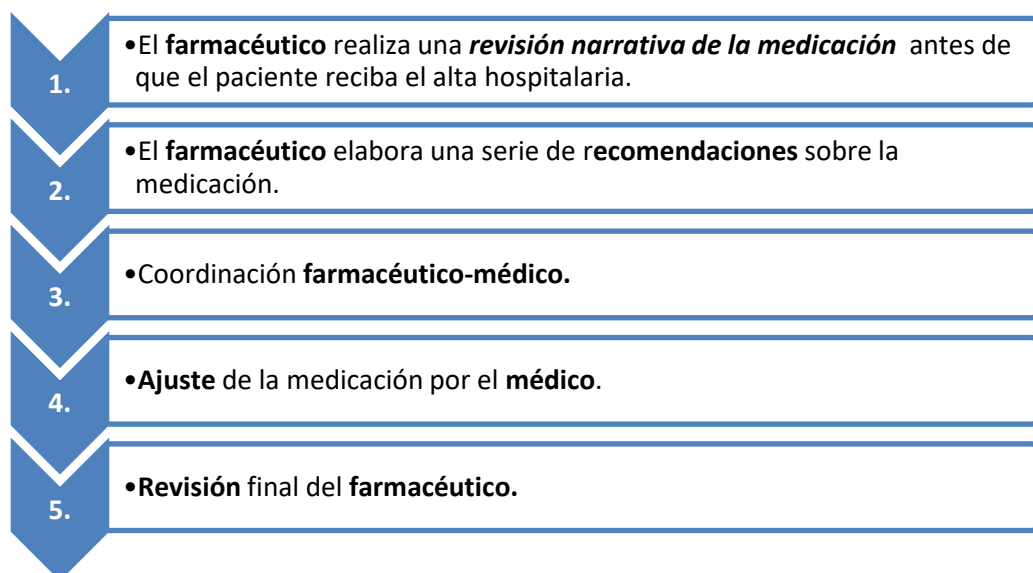 1.
•El farmacéutico realiza una revisión narrativa de la medicación antes de
que el paciente reciba el alta hospitalaria.
2.
•El farmacéutico elabora una serie de recomendaciones sobre la
medicación.
3.
•Coordinación farmacéutico-médico.
4.
•Ajuste de la medicación por el médico.
5.
•Revisión final del farmacéutico.